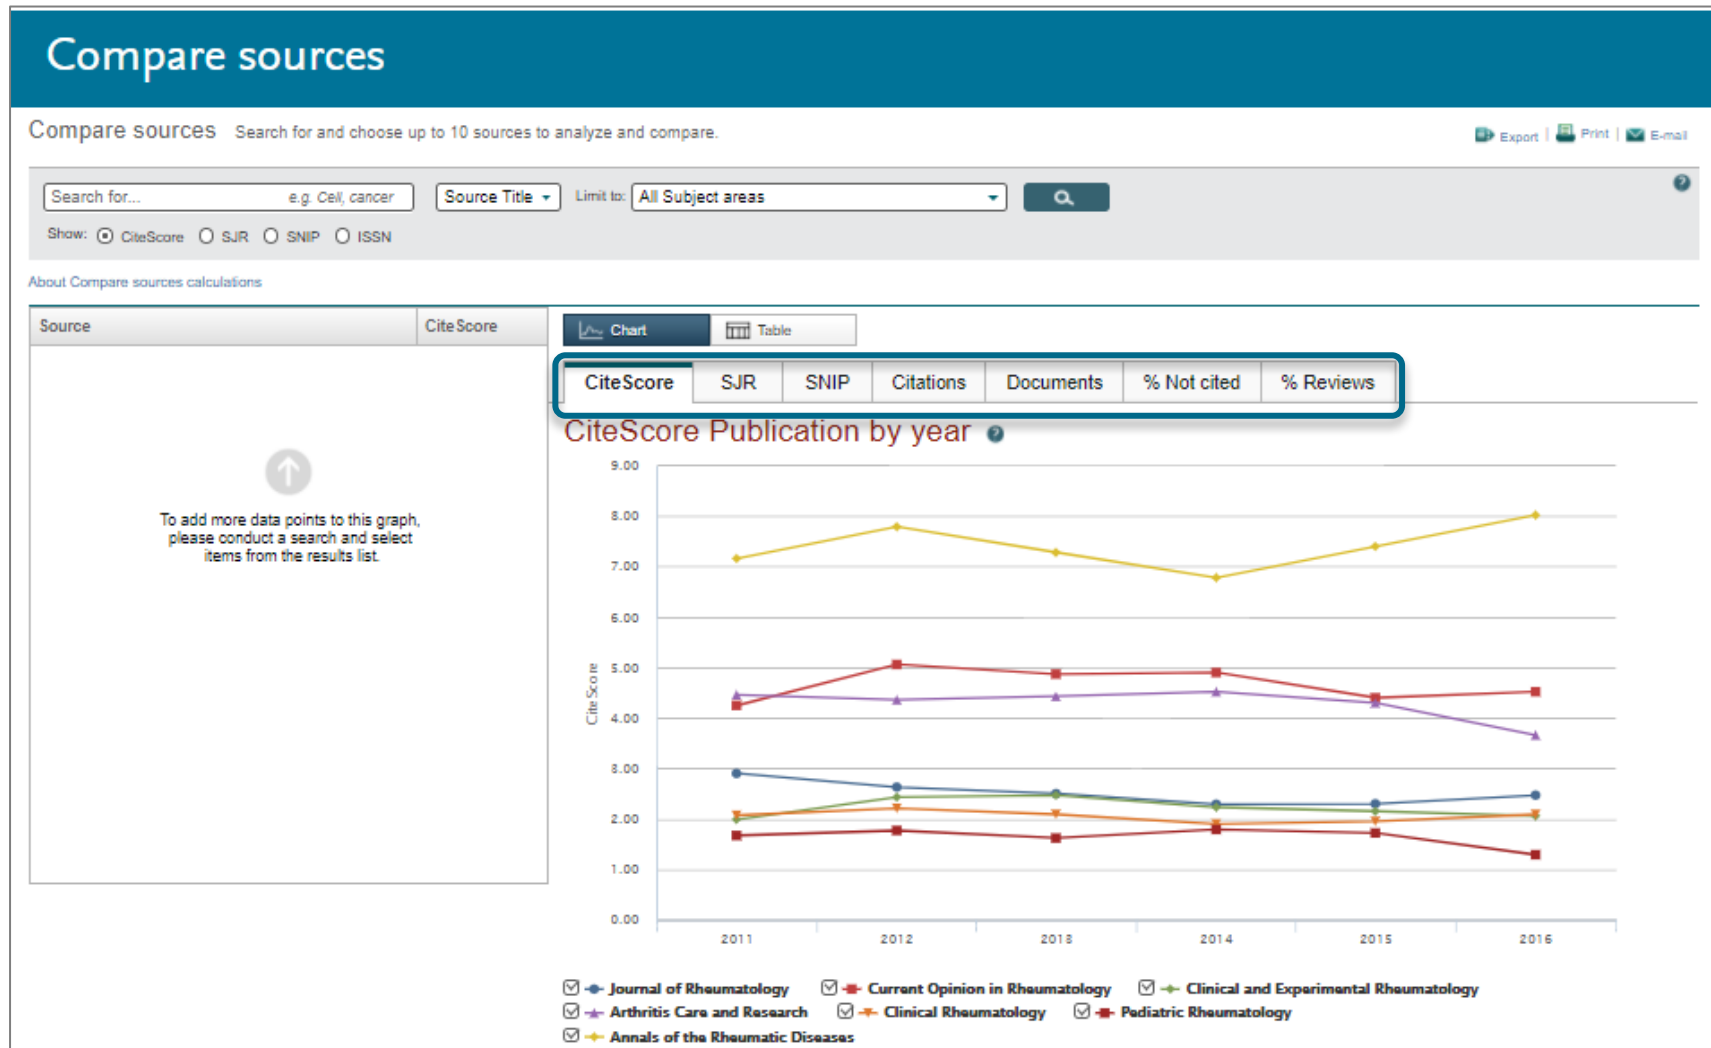 Compare sources
Compare sources Search for and choose up to 10 sources to analyze and compare.
Export | Print | E-mail
Search for... e.g. Cell, cancer Source Title Limit to: All Subject areas
?
Show: CiteScore SJR SNIP ISSN
About Compare sources calculations
Source CiteScore
Chart Table
CiteScore SJR SNIP Citations Documents % Not cited % Reviews
CiteScore Publication by year ?
To add more data points to this graph,
please conduct a search and select
items from the results list.
9.00
8.00
7.00
6.00
5.00
4.00
3.00
2.00
1.00
0.00
CiteScore
2011 2012 2013 2014 2015 2016
Journal of Rheumatology Current Opinion in Rheumatology Clinical and Experimental Rheumatology
Arthritis Care and Research Clinical Rheumatology Pediatric Rheumatology
Annals of the Rheumatic Diseases